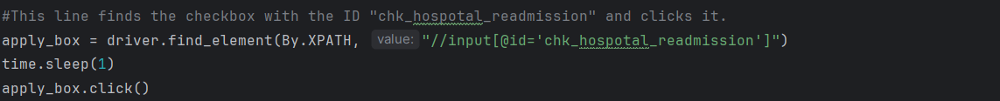 #This line finds the checkbox with the ID "chk_hospotal_readmission" and clicks it.
apply_box = driver.find_element(By.XPATH, value: "//input[@id='chk_hospotal_readmission']")
time.sleep(1)
apply_box.click()